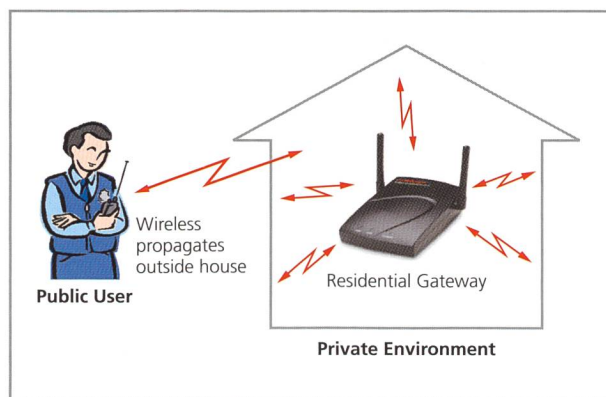 Wireless
propagates
outside house
Public User
Residential Gateway
Private Environment